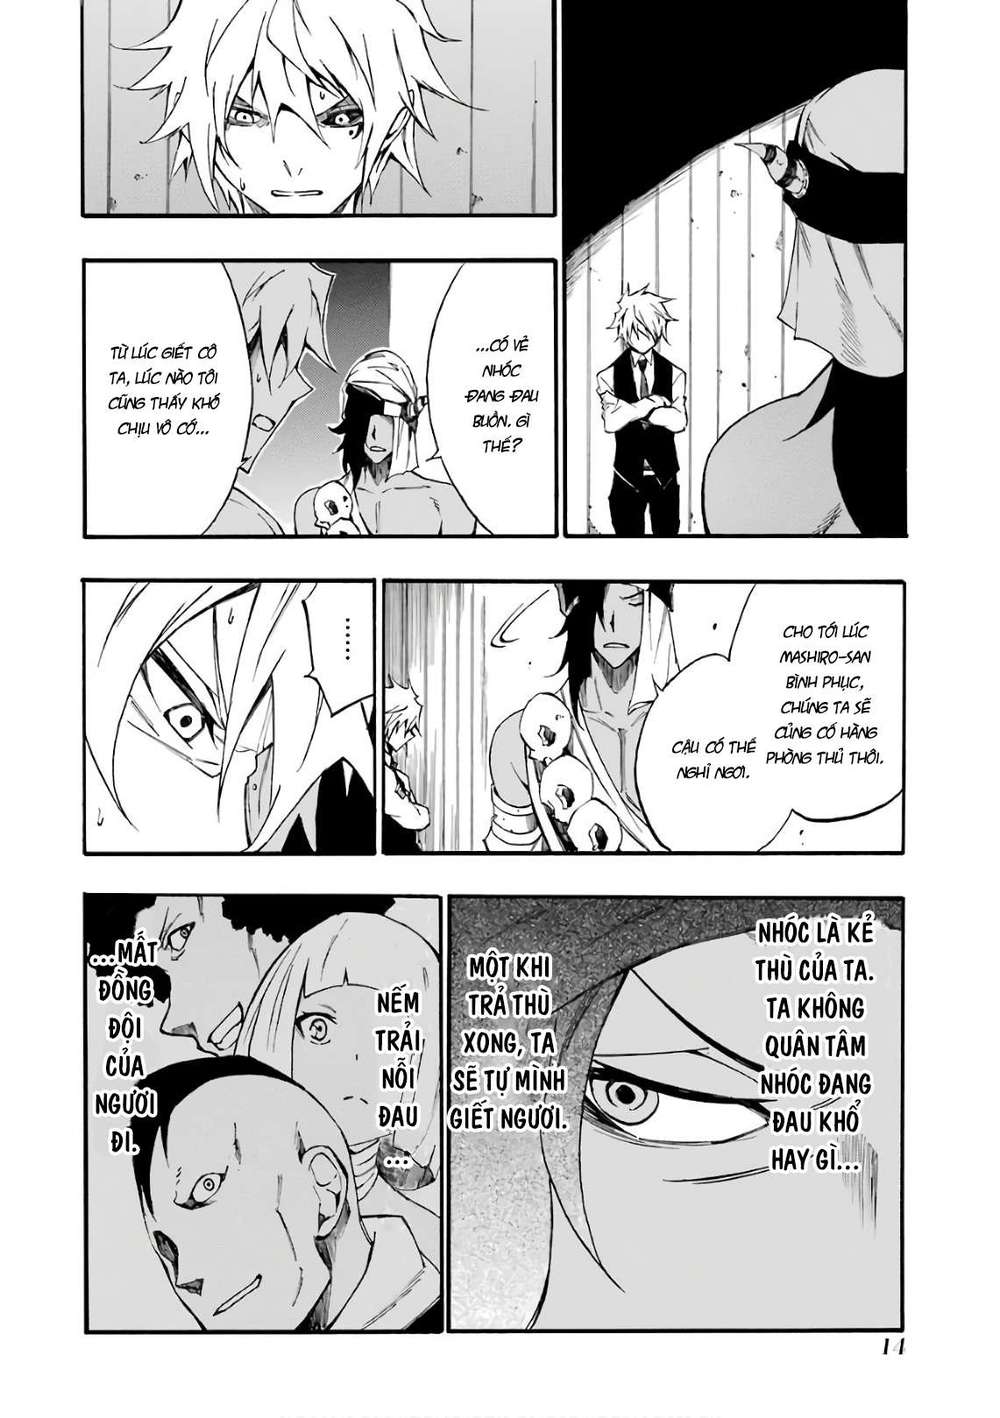 ...CÓ VẺ
NHÓC
ĐANG ĐAU
BUỒN. GÌ
THẾ?
TỪ LÚC GIẾT CÔ
TA, LÚC NÀO TÔI
CŨNG THẤY KHÓ
CHỊU VÔ CỚ...
CHO TỚI LÚC
MASHIRO-SAN
BÌNH PHỤC,
CHÚNG TA SẼ
CỦNG CỐ HÀNG
PHÒNG THỦ THÔI.
CẬU CÓ THỂ
NGHỈ NGƠI.
......
NHÓC LÀ KẺ
THÙ CỦA TA.
TA KHÔNG
QUÂN TÂM
NHÓC ĐANG
ĐAU KHỔ
HAY GÌ...
MỘT KHI
TRẢ THÙ
XONG, TA
SẼ TỰ MÌNH
GIẾT NGƯƠI.
NẾM
TRẢI
NỖI
ĐAU
...
...MẤT
ĐỒNG
ĐỘI
CỦA
NGƯƠI
ĐI.
14